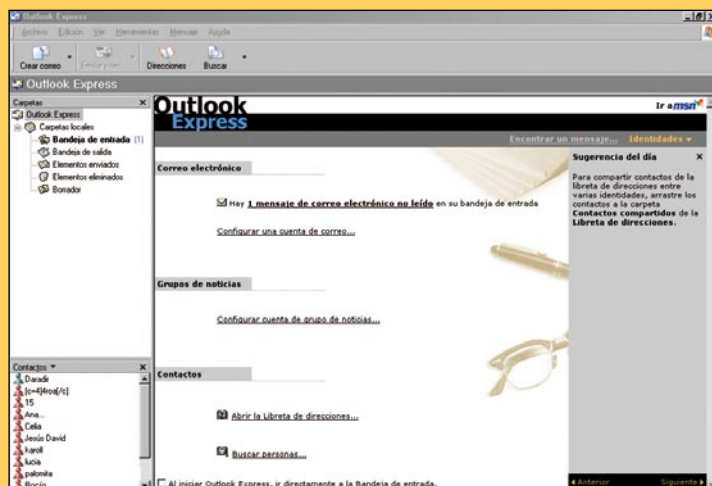 Outlook Express
Archivo Edición Ver Herramientas Mensaje Ayuda
Crear correo Enviar y reci... Direcciones Buscar
Outlook Express
Carpetas
Outlook Express
Carpetas locales
Bandeja de entrada (1)
Bandeja de salida
Elementos enviados
Elementos eliminados
Borrador
Contactos
Daradir
[c=4]4roa[/c]
15
Ana...
Celia
Jesús David
karoll
lucia
palomita
Rocío
Outlook
Express
Ir a msn
Encontrar un mensaje... Identidades
Correo electrónico
Hay 1 mensaje de correo electrónico no leído en su bandeja de entrada
Configurar una cuenta de correo...
Grupos de noticias
Configurar cuenta de grupo de noticias...
Contactos
Abrir la Libreta de direcciones...
Buscar personas...
Al iniciar Outlook Express, ir directamente a la Bandeja de entrada.
Sugerencia del día
Para compartir contactos de la
libreta de direcciones entre
varias identidades, arrastre los
contactos a la carpeta
Contactos compartidos de la
Libreta de direcciones.
Anterior Siguiente